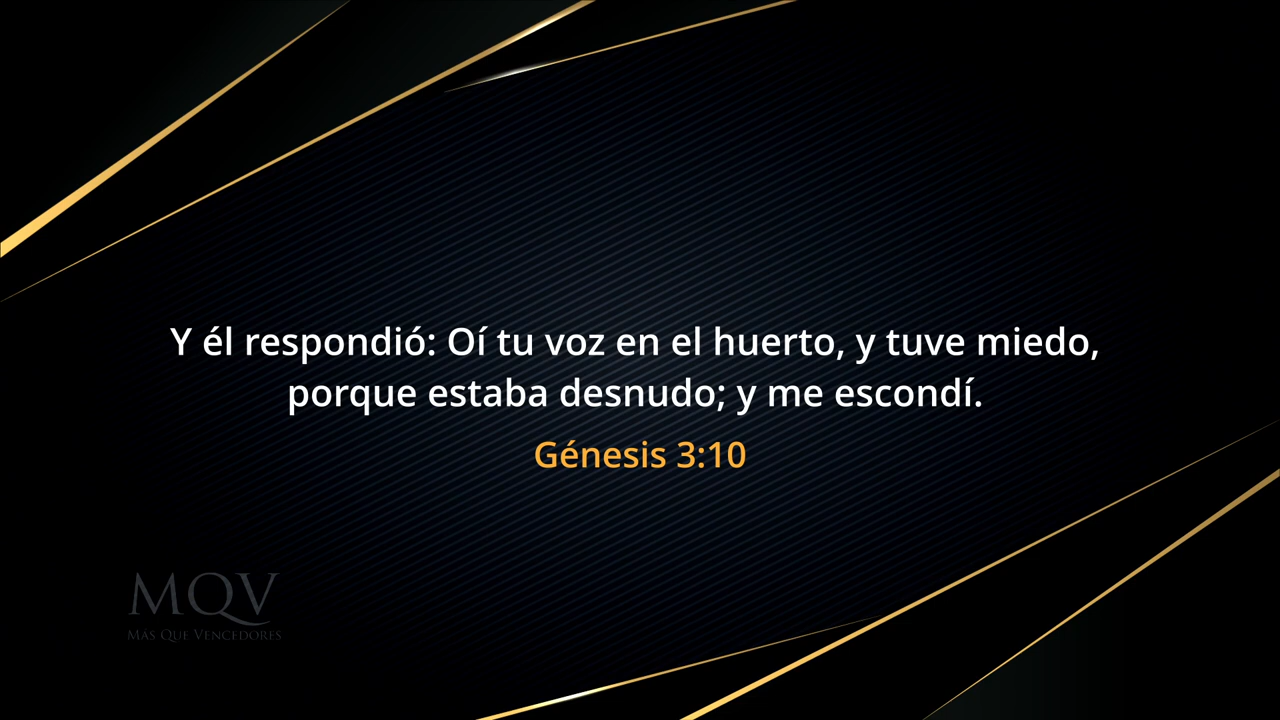 Y él respondió: Oí tu voz en el huerto, y tuve miedo,
porque estaba desnudo; y me escondí.
Génesis 3:10
MQV
Más Que Vencedores